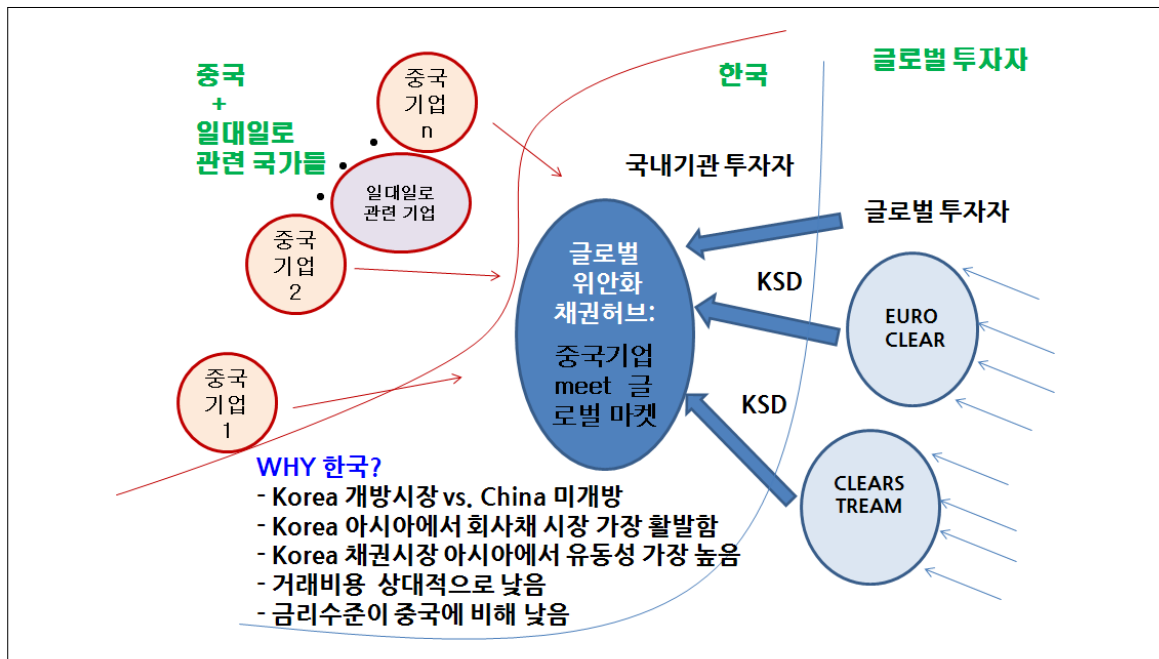 중국
+
일대일로
관련 국가들
중국
기업
n
일대일로
관련 기업
중국
기업
2
중국
기업
1
한국
글로벌 투자자
국내기관 투자자
글로벌 투자자
글로벌
위안화
채권허브:
중국기업
meet 글
로벌 마켓
KSD
KSD
EURO
CLEAR
CLEARS
TREAM
WHY 한국?
- Korea 개방시장 vs. China 미개방
- Korea 아시아에서 회사채 시장 가장 활발함
- Korea 채권시장 아시아에서 유동성 가장 높음
- 거래비용 상대적으로 낮음
- 금리수준이 중국에 비해 낮음